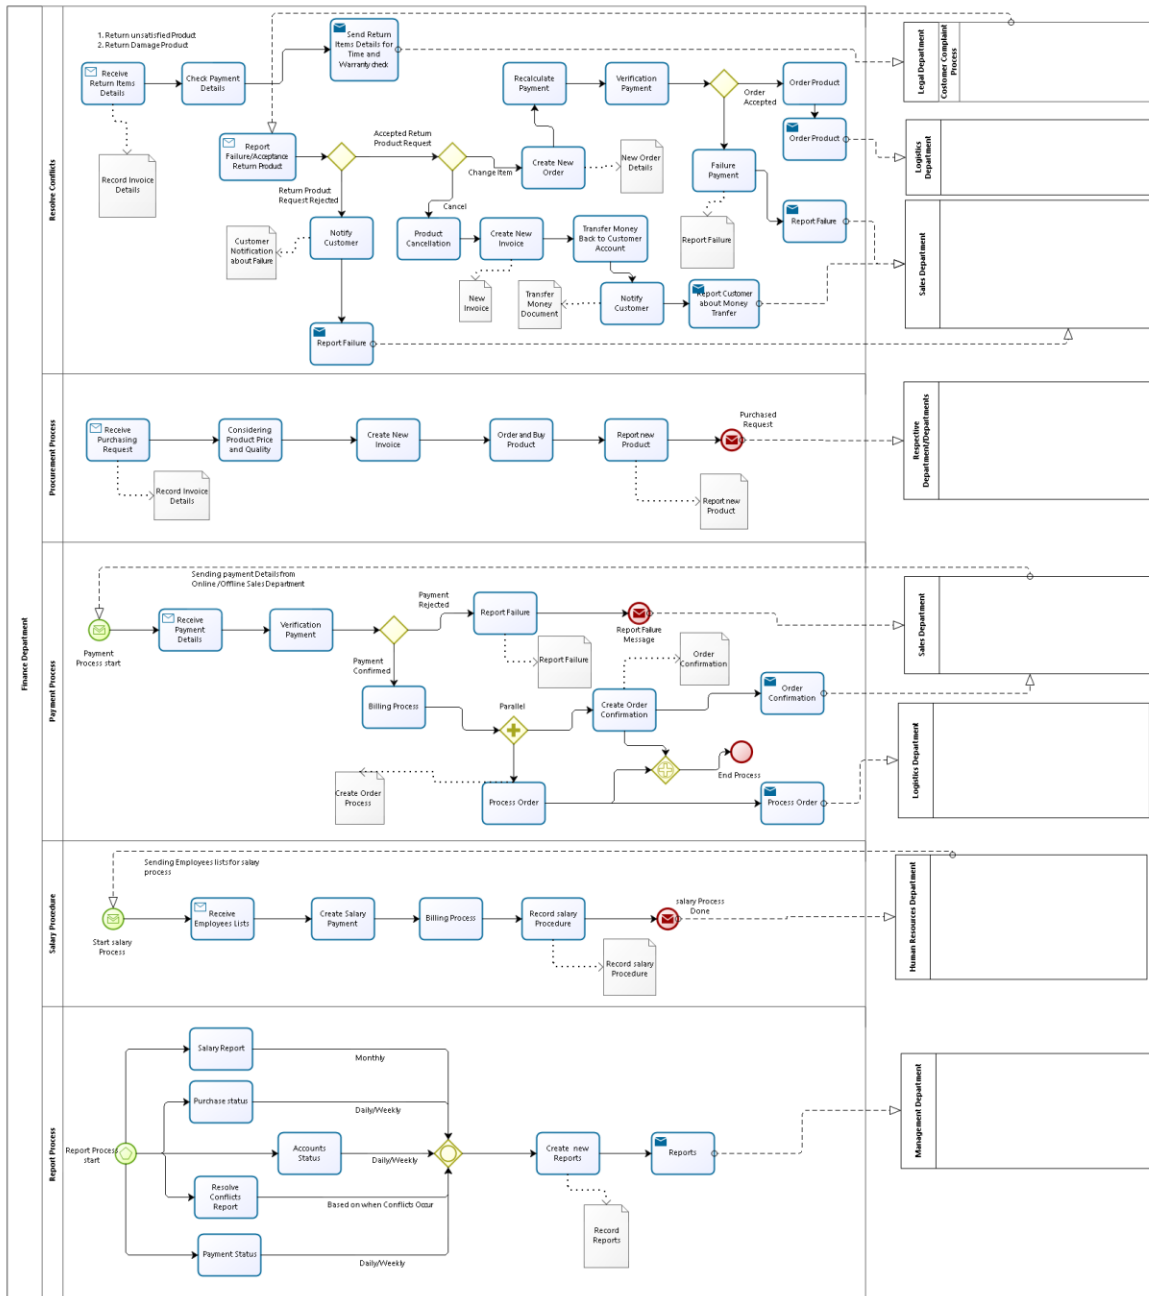 Finance Department
Resolve Conflicts
1. Return unsatisfied Product
2. Return Damage Product
Receive
Return Items
Details
Check Payment
Details
Send Return
Items Details for
Time and
Warranty check
Record Invoice
Details
Report
Failure/Acceptance
Return Product
Accepted Return
Product Request
Return Product
Request Rejected
Change Item
Cancel
Recalculate
Payment
Verification
Payment
Order
Accepted
Order Product
Order Product
Create New
Order
New Order
Details
Failure
Payment
Report Failure
Report Failure
Customer
Notification
about Failure
Notify
Customer
Product
Cancellation
Create New
Invoice
Transfer Money
Back to Customer
Account
New
Invoice
Transfer
Money
Document
Notify
Customer
Report Customer
about Money
Tranfer
Report Failure
Legal Department
Costomer Complaint
Process
Logistics
Department
Sales Department
Procurement Process
Receive
Purchasing
Request
Considering
Product Price
and Quality
Create New
Invoice
Order and Buy
Product
Report new
Product
Purchased
Request
Record Invoice
Details
Report new
Product
Respective
Department/Departments
Payment Process
Sending payment Details from
Online /Offline Sales Department
Payment
Process start
Receive
Payment
Details
Verification
Payment
Payment
Rejected
Payment
Confirmed
Report Failure
Report Failure
Message
Report Failure
Order
Confirmation
Billing Process
Parallel
Create Order
Confirmation
Order
Confirmation
End Process
Create Order
Process
Process Order
Process Order
Sales Department
Logistics Department
Salary Procedure
Sending Employees lists for salary
process
Start salary
Process
Receive
Employees Lists
Create Salary
Payment
Billing Process
Record salary
Procedure
salary Process
Done
Record salary
Procedure
Human Resources Department
Report Process
Report Process
start
Salary Report
Monthly
Purchase status
Daily/Weekly
Accounts
Status
Daily/Weekly
Resolve
Conflicts
Report
Based on when Conflicts Occur
Payment Status
Daily/Weekly
Create new
Reports
Reports
Record
Reports
Management Department